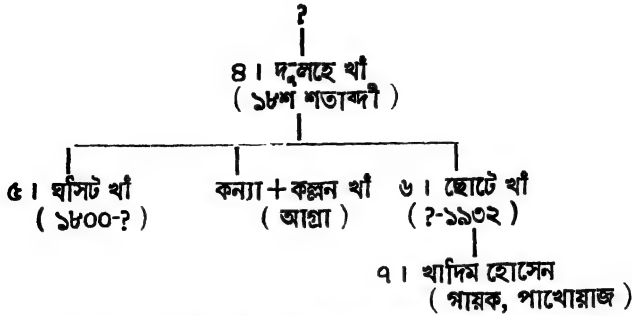 ?
৪। দুলহে খাঁ
( ১৮শ শতাব্দী )
৫। ঘসিট খাঁ কন্যা + কল্লন খাঁ ৬। ছোটে খাঁ
( ১৮০০-? ) ( আগ্রা ) ( ?-১৯৩২ )
৭। খাদিম হোসেন
( গায়ক, পাখোয়াজ )